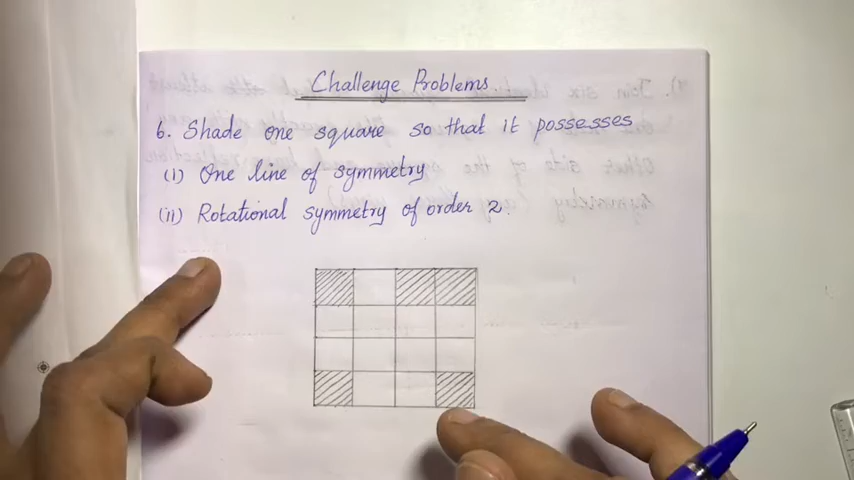 Challenge Problems
6. Shade one square so that it possesses
(i) One line of symmetry
(ii) Rotational symmetry of order 2.